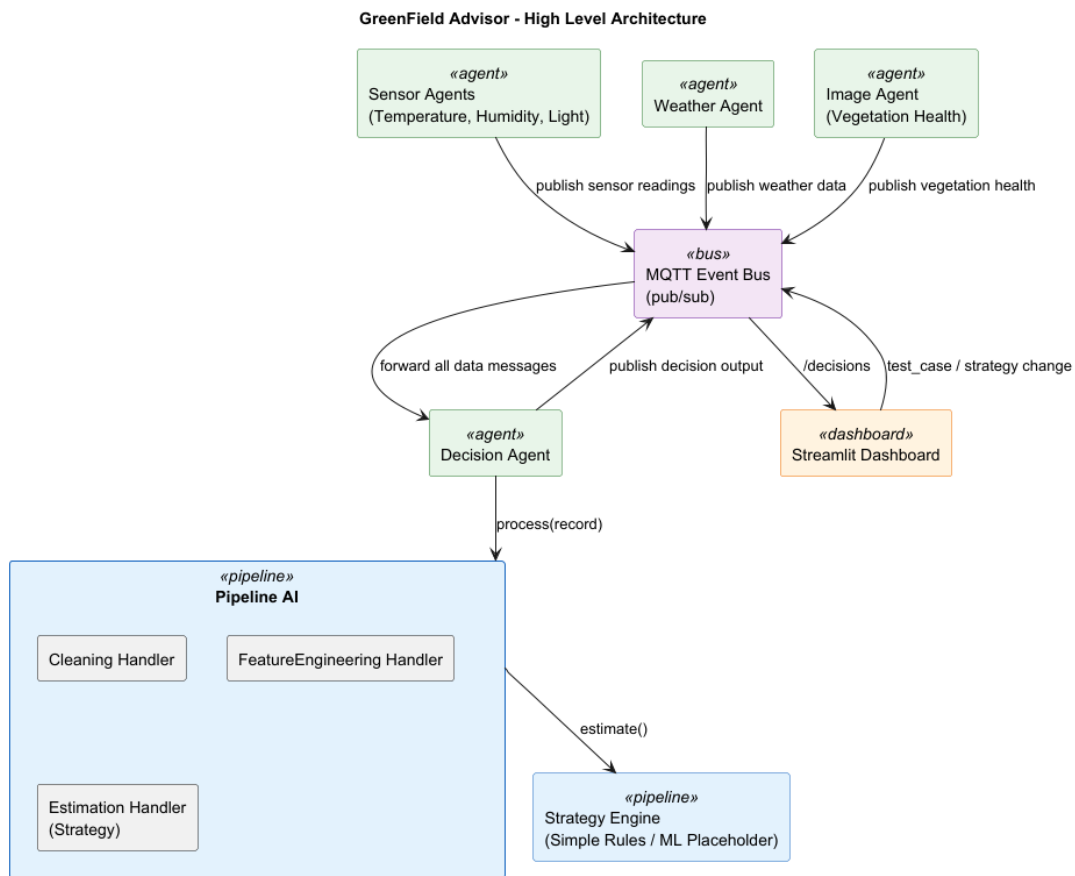 GreenField Advisor - High Level Architecture
«agent»
Sensor Agents
(Temperature, Humidity, Light)
«agent»
Weather Agent
«agent»
Image Agent
(Vegetation Health)
publish sensor readings
publish weather data
publish vegetation health
«bus»
MQTT Event Bus
(pub/sub)
forward all data messages
publish decision output
/decisions
test_case / strategy change
«agent»
Decision Agent
«dashboard»
Streamlit Dashboard
process(record)
«pipeline»
Pipeline AI
Cleaning Handler
FeatureEngineering Handler
estimate()
Estimation Handler
(Strategy)
«pipeline»
Strategy Engine
(Simple Rules / ML Placeholder)